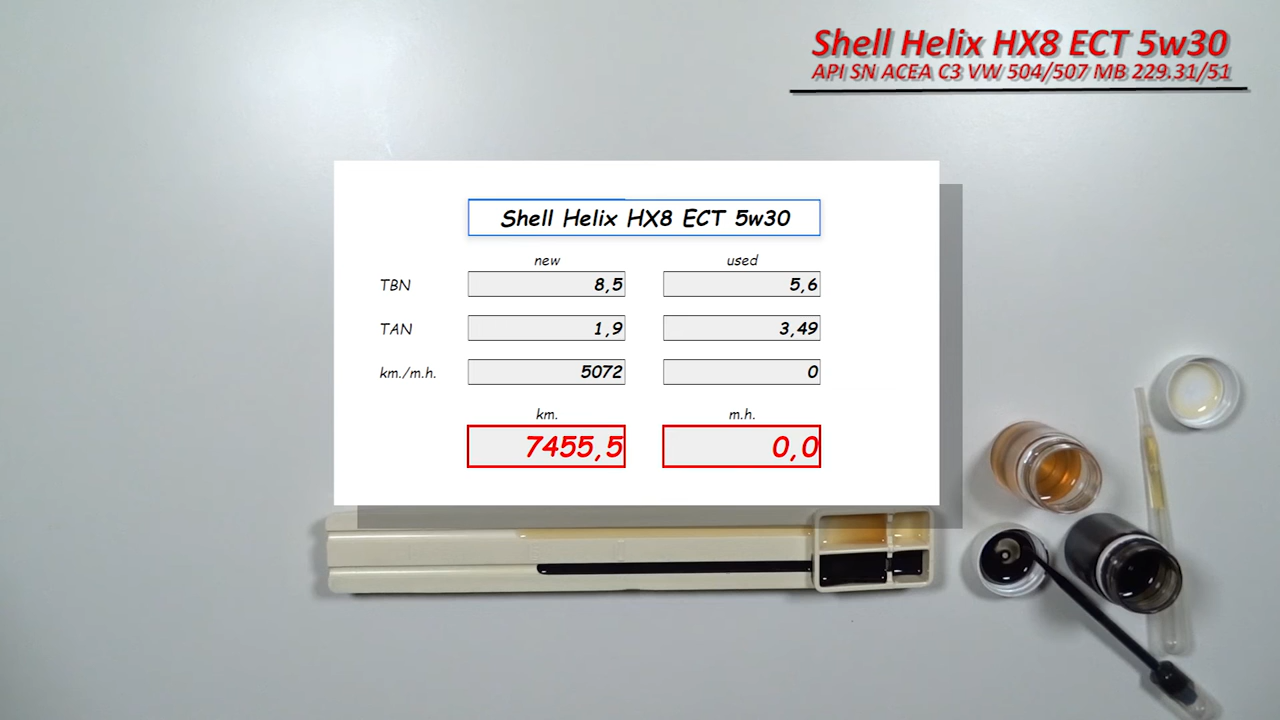 Shell Helix HX8 ECT 5w30
API SN ACEA C3 VW 504/507 MB 229.31/51
Shell Helix HX8 ECT 5w30
new used
TBN 8,5 5,6
TAN 1,9 3,49
km./m.h. 5072 0
km. m.h.
7455,5 0,0